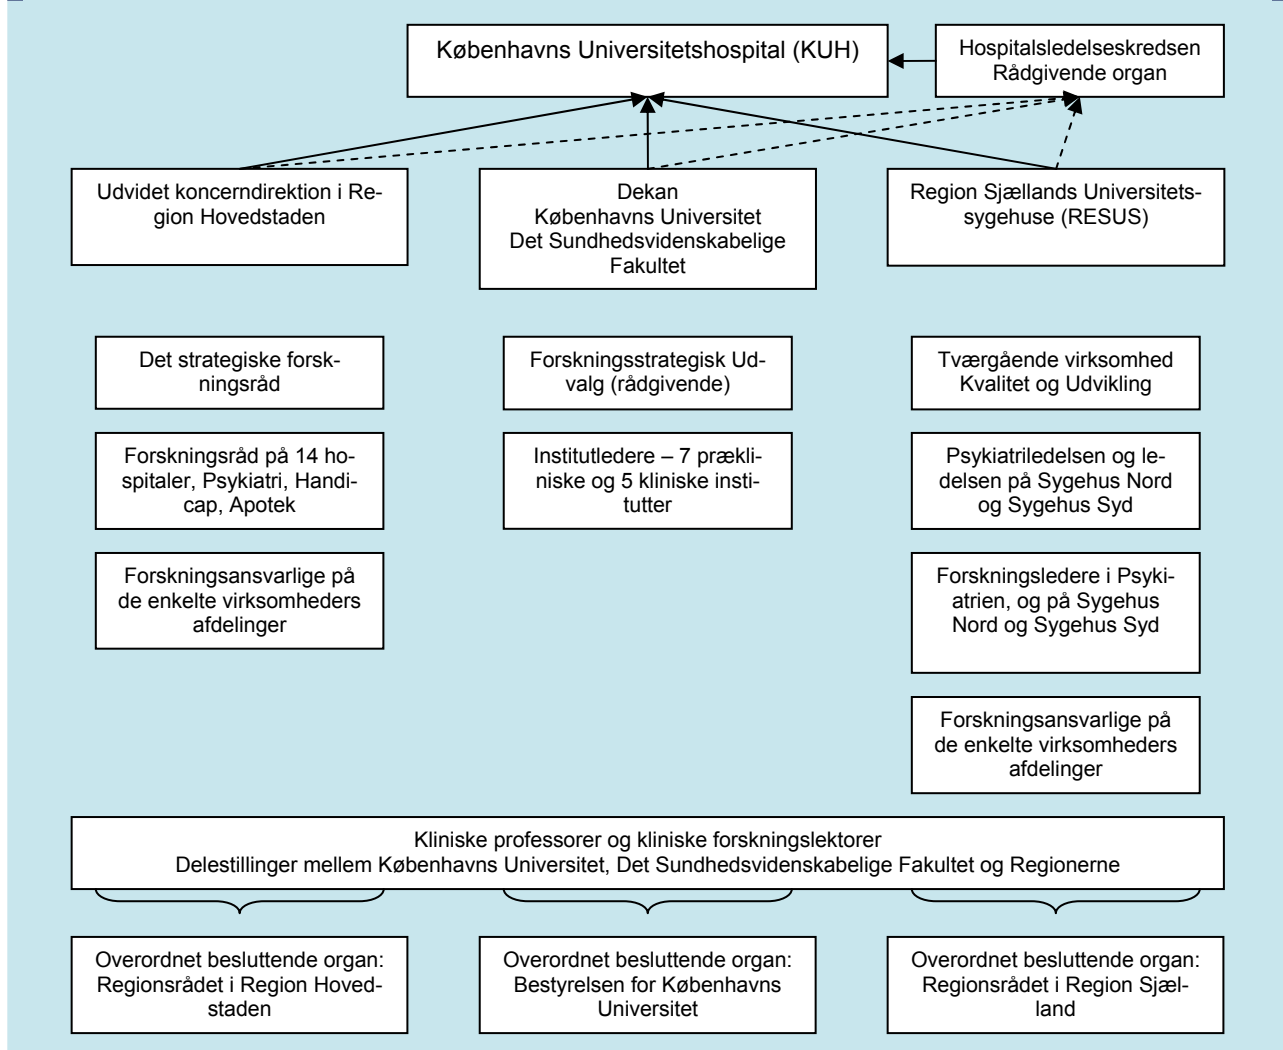 Københavns Universitetshospital (KUH)
Hospitalsledelseskredsen
Rådgivende organ
Udvidet koncerndirektion i Re-
gion Hovedstaden
Dekan
Københavns Universitet
Det Sundhedsvidenskabelige
Fakultet
Region Sjællands Universitets-
sygehuse (RESUS)
Det strategiske forsk-
ningsråd
Forskningsstrategisk Ud-
valg (rådgivende)
Tværgående virksomhed
Kvalitet og Udvikling
Forskningsråd på 14 ho-
spitaler, Psykiatri, Handi-
cap, Apotek
Institutledere – 7 prækli-
niske og 5 kliniske insti-
tutter
Psykiatriledelsen og le-
delsen på Sygehus Nord
og Sygehus Syd
Forskningsansvarlige på
de enkelte virksomheders
afdelinger
Forskningsledere i Psyki-
atrien, og på Sygehus
Nord og Sygehus Syd
Forskningsansvarlige på
de enkelte virksomheders
afdelinger
Kliniske professorer og kliniske forskningslektorer
Delestillinger mellem Københavns Universitet, Det Sundhedsvidenskabelige Fakultet og Regionerne
Overordnet besluttende organ:
Regionsrådet i Region Hoved-
staden
Overordnet besluttende organ:
Bestyrelsen for Københavns
Universitet
Overordnet besluttende organ:
Regionsrådet i Region Sjæl-
land